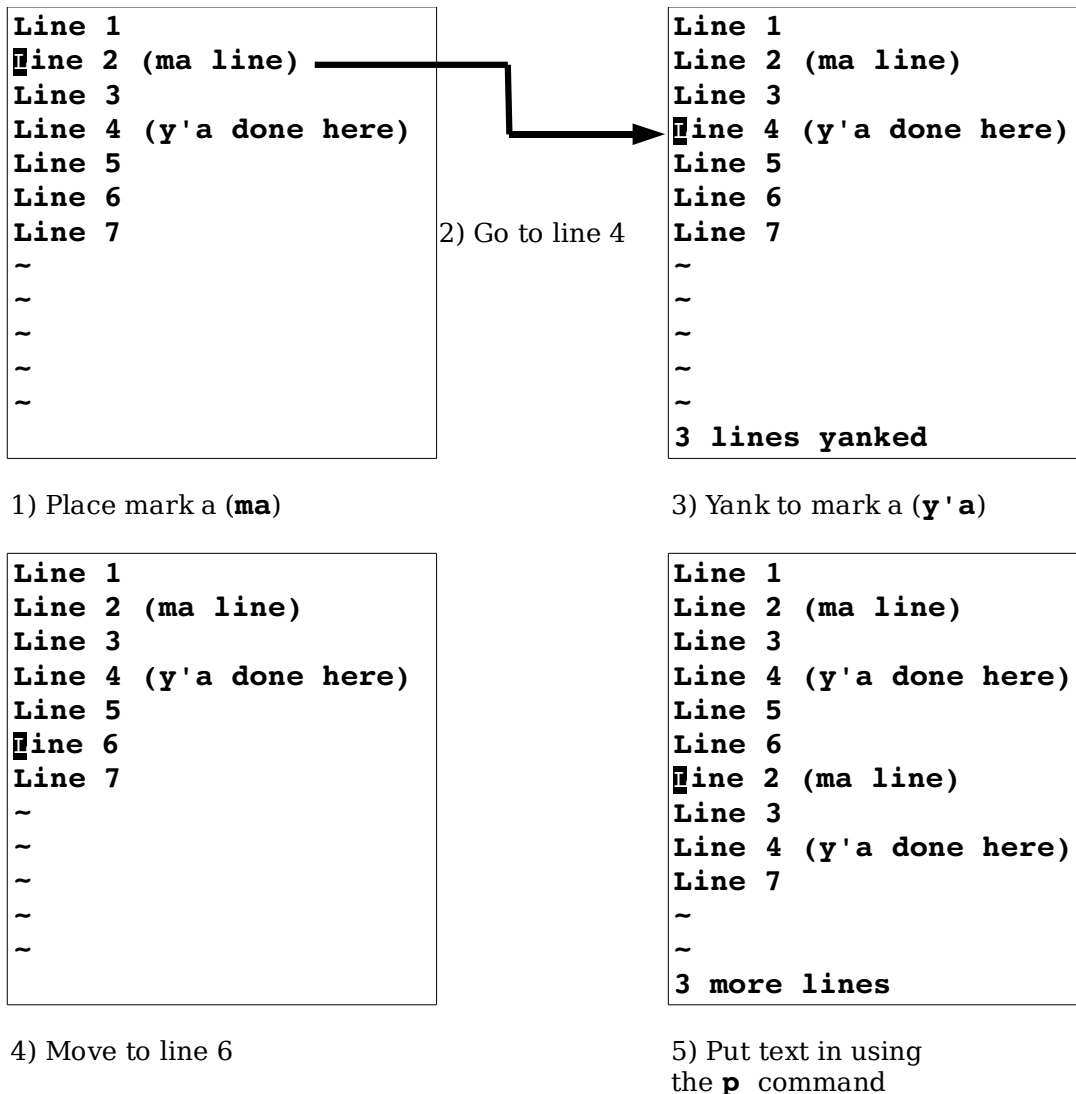 Line 1
Line 2 (ma line)
Line 3
Line 4 (y'a done here)
Line 5
Line 6
Line 7
~
~
~
~
~
1) Place mark a (ma)
2) Go to line 4
Line 1
Line 2 (ma line)
Line 3
Line 4 (y'a done here)
Line 5
Line 6
Line 7
~
~
~
~
~
3 lines yanked
3) Yank to mark a (y'a)
Line 1
Line 2 (ma line)
Line 3
Line 4 (y'a done here)
Line 5
Line 6
Line 7
~
~
~
~
~
4) Move to line 6
Line 1
Line 2 (ma line)
Line 3
Line 4 (y'a done here)
Line 5
Line 6
Line 2 (ma line)
Line 3
Line 4 (y'a done here)
Line 7
~
~
3 more lines
5) Put text in using
the p command